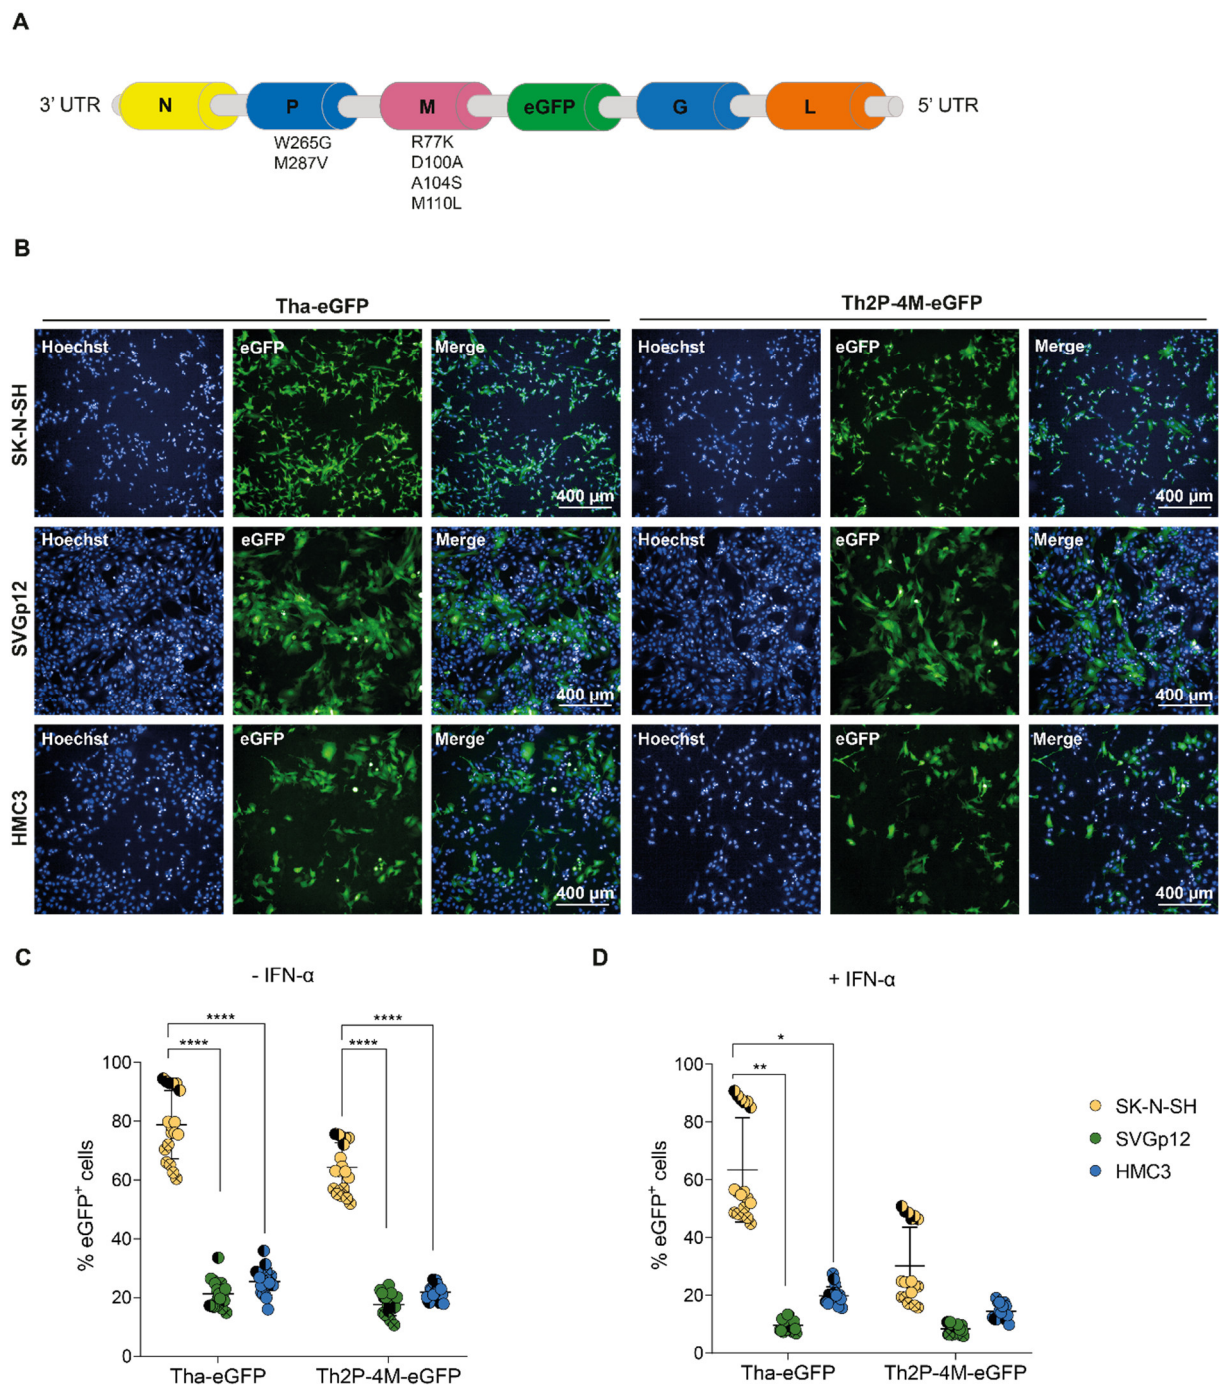 A
3' UTR N P M eGFP G L 5' UTR
W265G R77K
M287V D100A
A104S
M110L
B
Tha-eGFP Th2P-4M-eGFP
SK-N-SH
Hoechst eGFP Merge Hoechst eGFP Merge
400 µm 400 µm
SVGp12
Hoechst eGFP Merge Hoechst eGFP Merge
400 µm 400 µm
HMC3
Hoechst eGFP Merge Hoechst eGFP Merge
400 µm 400 µm
C
- IFN-α
**** ****
**** ****
% eGFP+ cells
100
80
60
40
20
0
Tha-eGFP Th2P-4M-eGFP
D
+ IFN-α
*
**
% eGFP+ cells
100
80
60
40
20
0
Tha-eGFP Th2P-4M-eGFP
SK-N-SH
SVGp12
HMC3